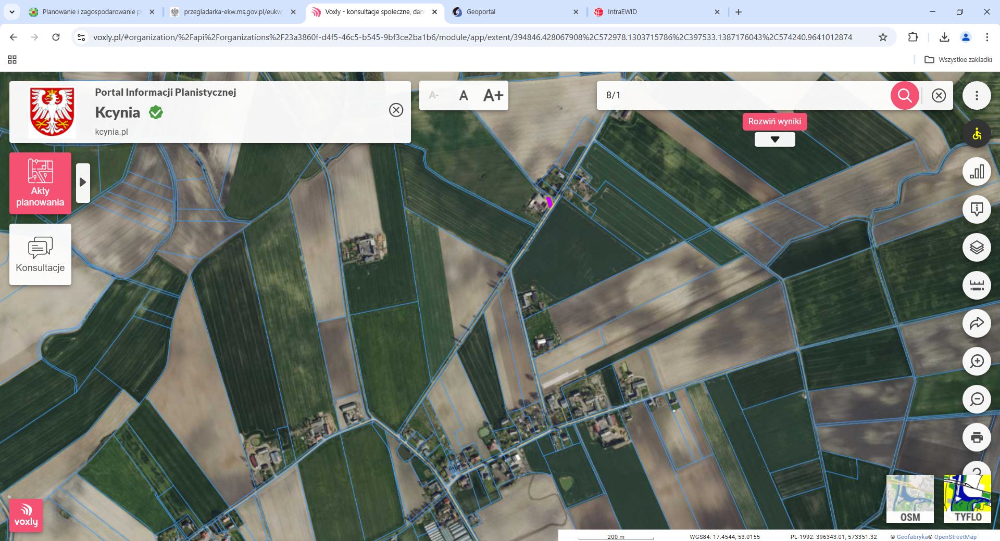 Planowanie i zagospodarowanie p
przegladarka-ekw.ms.gov.pl/eukw
Voxly - konsultacje społeczne, dan
Geoportal
IntraEWID
voxly.pl/#organization/%2Fapi%2Forganizations%2F23a3860f-d4f5-46c5-b545-9bf3ce2ba1b6/module/app/extent/394846.428067908%2C572978.1303715786%2C397533.1387176043%2C574240.9641012874
Wszystkie zakładki
Portal Informacji Planistycznej
Kcynia
kcynia.pl
A- A A+
8/1
Rozwiń wyniki
Akty
planowania
Konsultacje
voxly
OSM
TYFLO
200 m
WGS84: 17.4544, 53.0155
PL-1992: 396343.01, 573351.32
© Geofabryka© OpenStreetMap